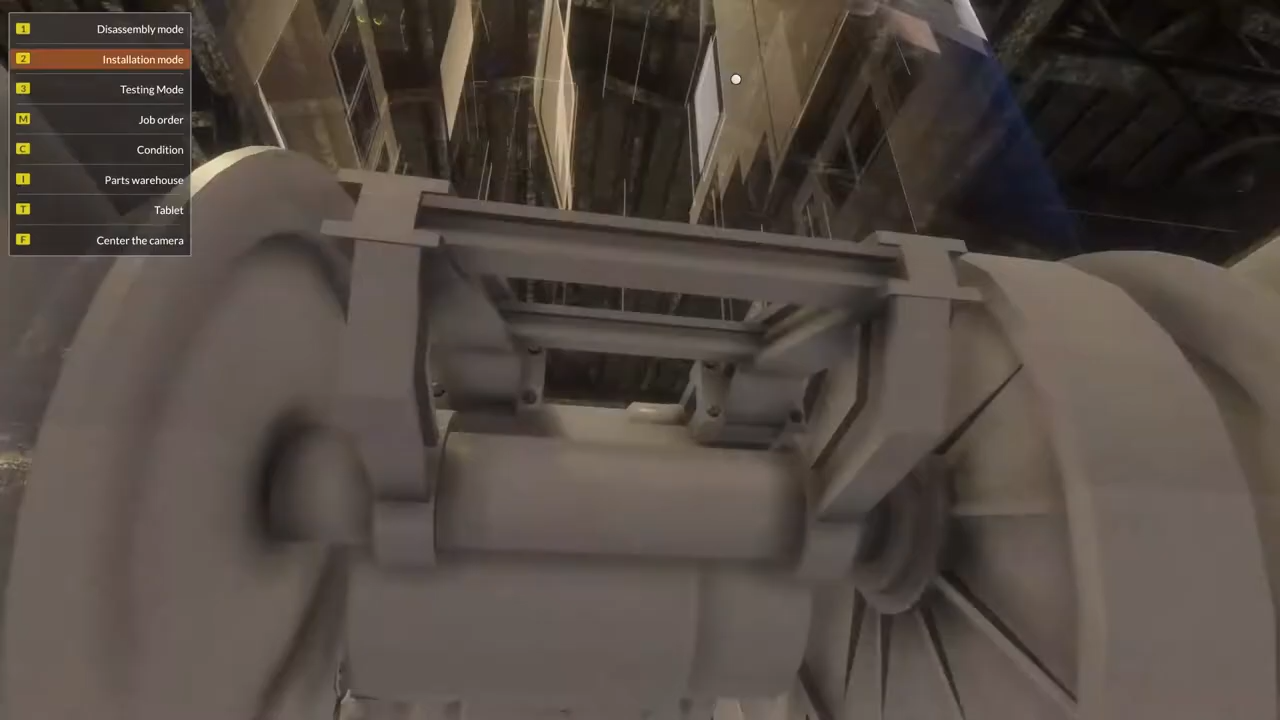 1 Disassembly mode
2 Installation mode
3 Testing Mode
M Job order
C Condition
I Parts warehouse
T Tablet
F Center the camera